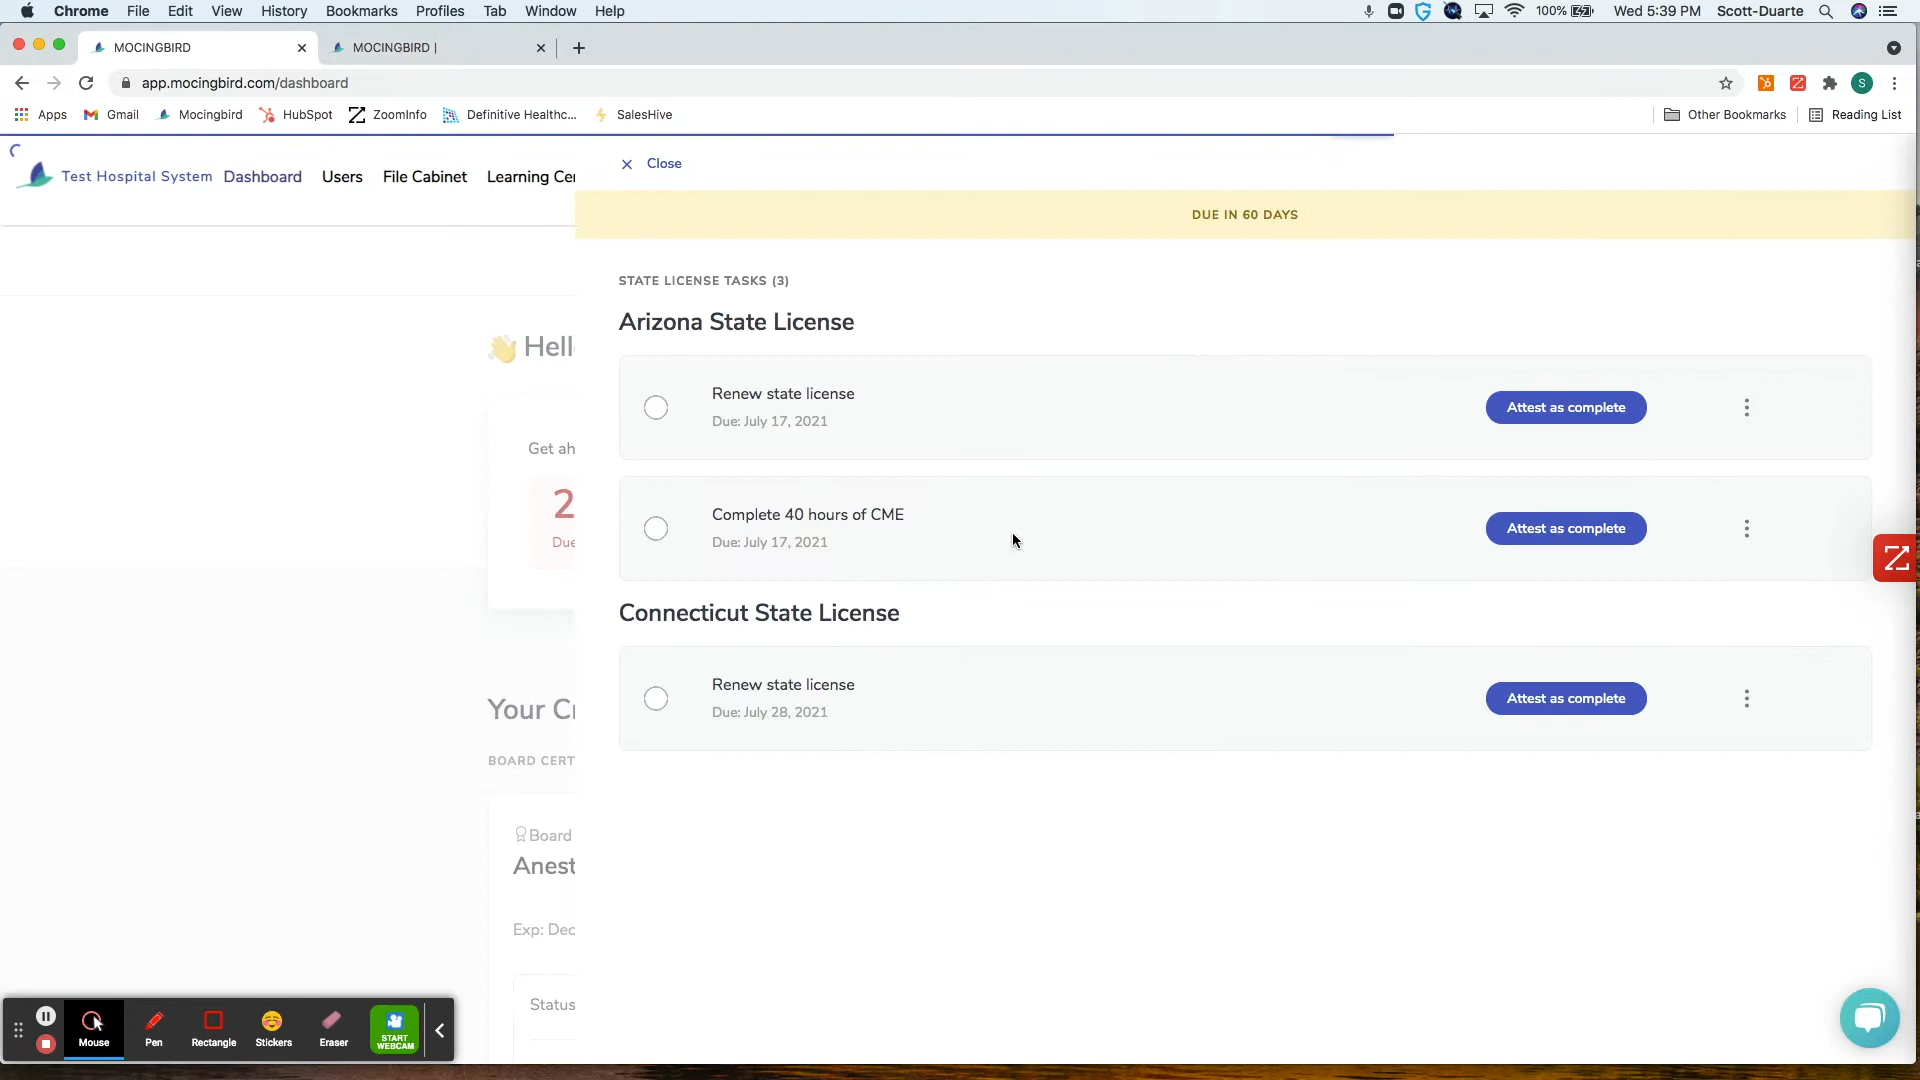 Chrome File Edit View History Bookmarks Profiles Tab Window Help 100% Wed 5:39 PM Scott-Duarte
MOCINGBIRD MOCINGBIRD |
app.mocingbird.com/dashboard S
Apps Gmail Mocingbird HubSpot ZoomInfo Definitive Healthc... SalesHive Other Bookmarks Reading List
Close
Test Hospital System Dashboard Users File Cabinet Learning Cer
DUE IN 60 DAYS
STATE LICENSE TASKS (3)
Arizona State License
Hell
Renew state license
Attest as complete
Due: July 17, 2021
Get ah
2
Complete 40 hours of CME
Attest as complete
Due: July 17, 2021
Due
Connecticut State License
Renew state license
Attest as complete
Due: July 28, 2021
Your Cr
BOARD CERT
Board
Anest
Exp: Dec
Status
Mouse Pen Rectangle Stickers Eraser START WEBCAM